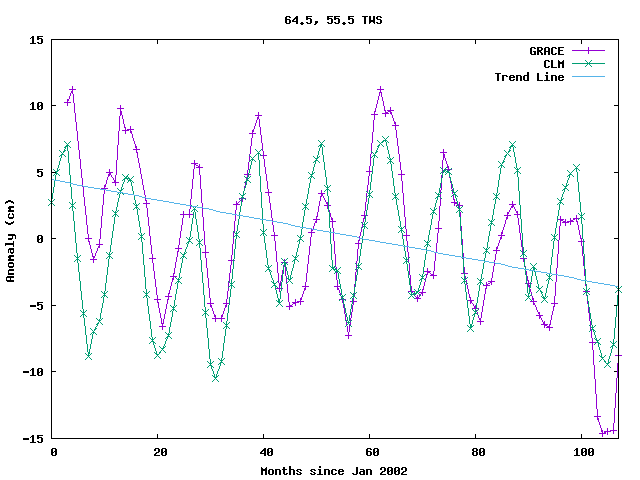 64.5, 55.5 TWS
GRACE
CLM
Trend Line
15
10
5
0
-5
-10
-15
Anomaly (cm)
0 20 40 60 80 100
Months since Jan 2002